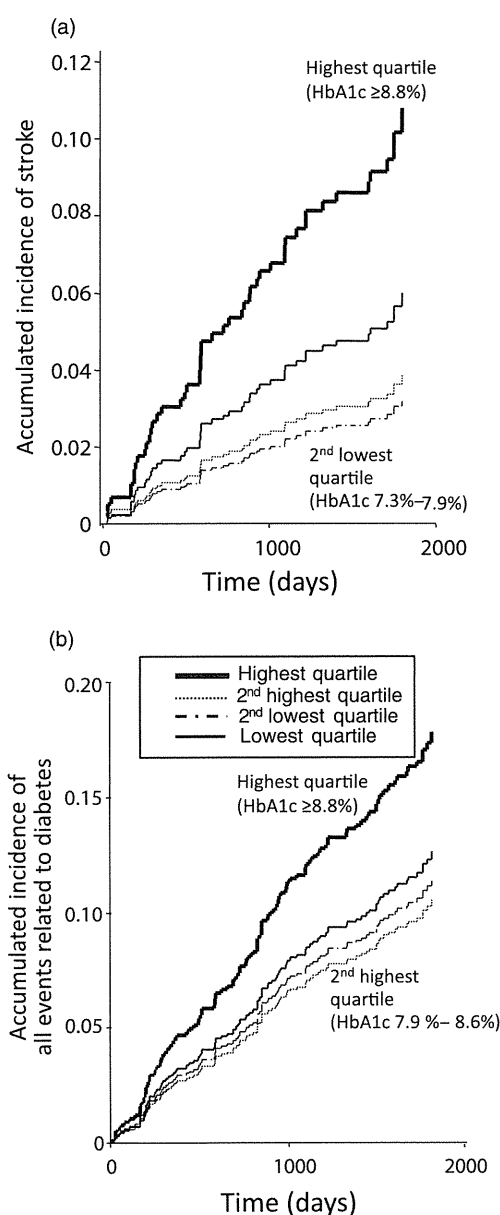 (a)
Accumulated incidence of stroke
0.12
0.10
0.08
0.06
0.04
0.02
0
Highest quartile
(HbA1c ≥8.8%)
2nd lowest
quartile
(HbA1c 7.3%–7.9%)
0
1000
2000
Time (days)
(b)
Accumulated incidence of
all events related to diabetes
0.20
0.15
0.10
0.05
0
Highest quartile
2nd highest quartile
2nd lowest quartile
Lowest quartile
Highest quartile
(HbA1c ≥8.8%)
2nd highest
quartile
(HbA1c 7.9 %– 8.6%)
0
1000
2000
Time (days)